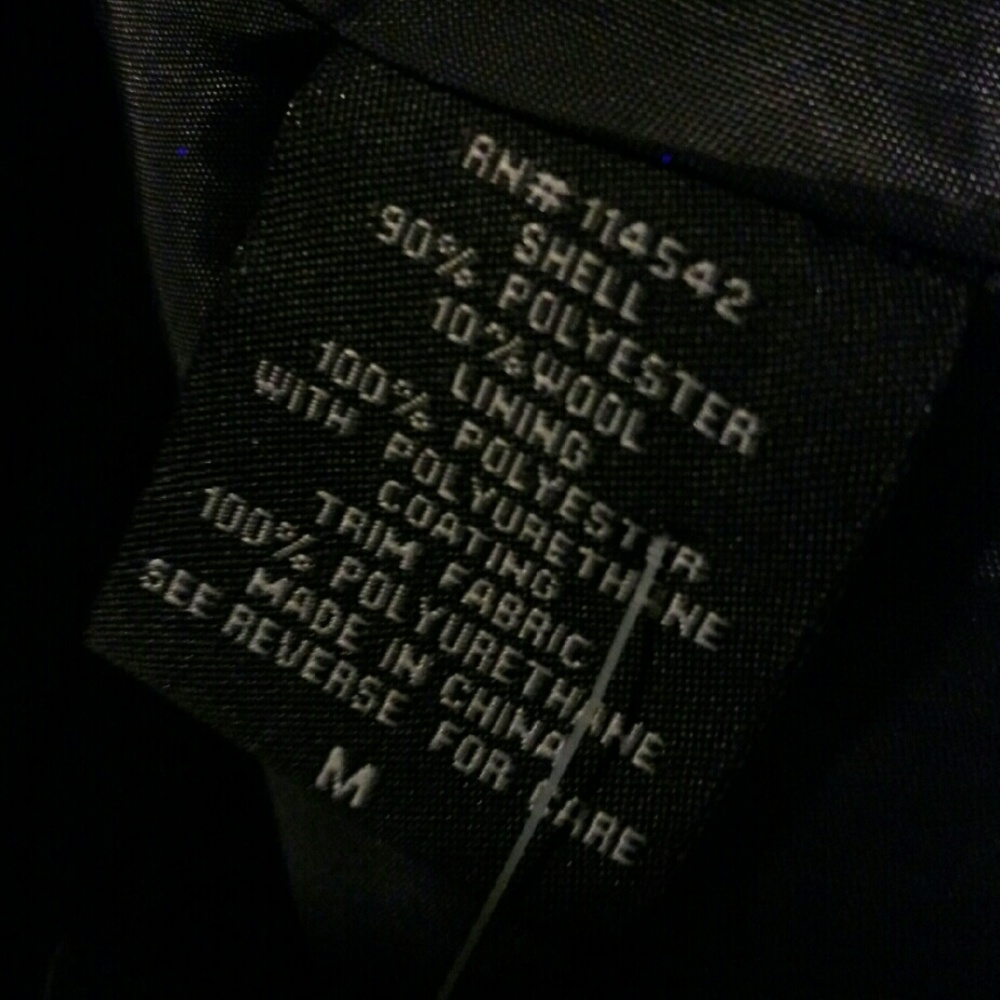 RN# 114542
SHELL
90% POLYESTER
10% WOOL
LINING
100% POLYESTER
WITH POLYURETHANE
COATING
TRIM FABRIC
100% POLYURETHANE
MADE IN CHINA
SEE REVERSE FOR CARE
M